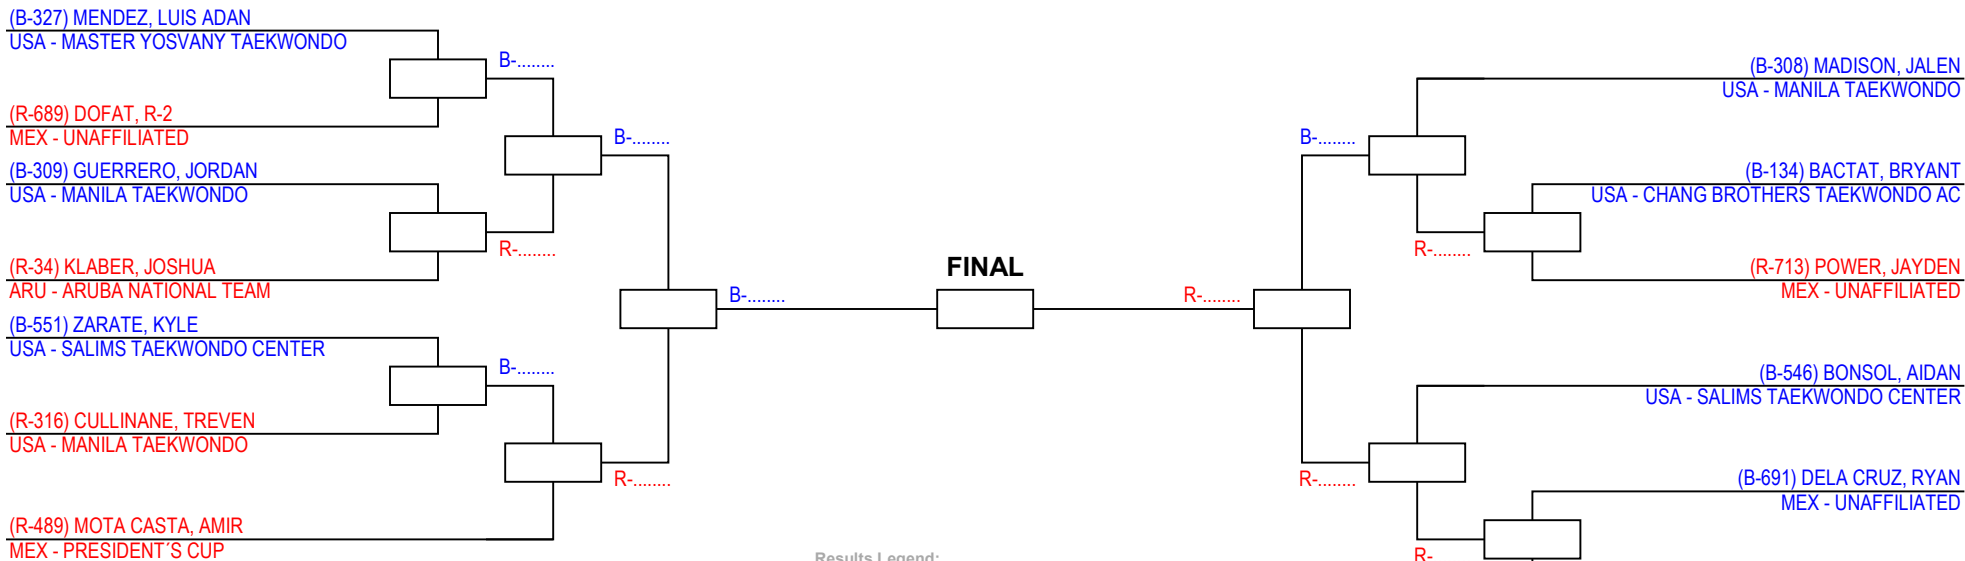 (B-327) MENDEZ, LUIS ADAN
USA - MASTER YOSVANY TAEKWONDO
B-........
(R-689) DOFAT, R-2
MEX - UNAFFILIATED
B-........
(B-309) GUERRERO, JORDAN
USA - MANILA TAEKWONDO
R-........
(R-34) KLABER, JOSHUA
ARU - ARUBA NATIONAL TEAM
B-........
(B-551) ZARATE, KYLE
USA - SALIMS TAEKWONDO CENTER
B-........
(R-316) CULLINANE, TREVEN
USA - MANILA TAEKWONDO
R-........
(R-489) MOTA CASTA, AMIR
MEX - PRESIDENT´S CUP
FINAL
Results Legend:
(B-308) MADISON, JALEN
USA - MANILA TAEKWONDO
B-........
(B-134) BACTAT, BRYANT
USA - CHANG BROTHERS TAEKWONDO AC
R-........
(R-713) POWER, JAYDEN
MEX - UNAFFILIATED
R-........
(B-546) BONSOL, AIDAN
USA - SALIMS TAEKWONDO CENTER
R-........
(B-691) DELA CRUZ, RYAN
MEX - UNAFFILIATED
R-